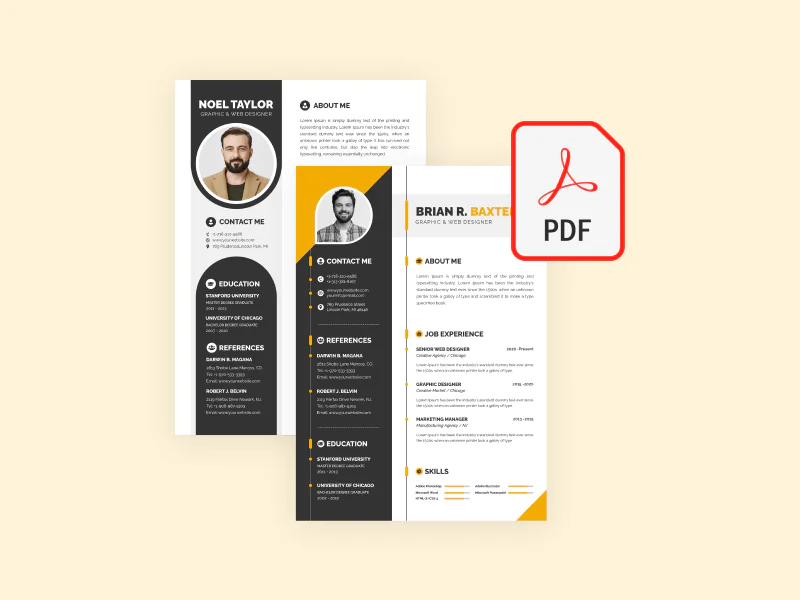 NOEL TAYLOR
GRAPHIC & WEB DESIGNER
CONTACT ME
www.yourwebsite.com
EDUCATION
STANFORD UNIVERSITY
MASTER DEGREE GRADUATE
2011 - 2013
UNIVERSITY OF CHICAGO
BACHELOR DEGREE GRADUATE
2007 - 2010
REFERENCES
DARWIN B. MAGANA
2813 Shobe Lane Mancos, CO.
Tel: +1-970-533-3393
Email: www.yourwebsite.com
ROBERT J. BELVIN
2119 Fairfax Drive Newark, NJ.
Tel: +1-908-987-5103
Email: www.yourwebsite.com
ABOUT ME
Lorem Ipsum is simply dummy text of the printing and
typesetting industry. Lorem Ipsum has been the industry's
standard dummy text ever since the 1500s, when an
unknown printer took a galley of type it has survived not
only five centuries, but also the leap into electronic
typesetting, remaining essentially unchanged.
BRIAN R. BAXTE
GRAPHIC & WEB DESIGNER
CONTACT ME
+1-718-310-5588
+1-313-381-8167
www.yourwebsite.com
yourinfo@email.com
769 Prudence street
Lincoln Park, MI 48146
REFERENCES
DARWIN B. MAGANA
2813 Shobe Lane Mancos, CO.
Tel: +1-970-533-3393
Email: www.yourwebsite.com
ROBERT J. BELVIN
2119 Fairfax Drive Newark, NJ.
Tel: +1-908-987-5103
Email: www.yourwebsite.com
EDUCATION
STANFORD UNIVERSITY
MASTER DEGREE GRADUATE
2011 - 2013
UNIVERSITY OF CHICAGO
BACHELOR DEGREE GRADUATE
2007 - 2010
ABOUT ME
Lorem Ipsum is simply dummy text of the printing and
typesetting industry. Lorem Ipsum has been the industry's
standard dummy text ever since the 1500s, when an unknown
printer took a galley of type and scrambled it to make a type
specimen book.
JOB EXPERIENCE
SENIOR WEB DESIGNER 2020 - Present
Creative Agency / Chicago
Lorem Ipsum has been the industry's standard dummy text ever since
the 1500s, when an unknown printer took a galley of type
GRAPHIC DESIGNER 2015 - 2020
Creative Market / Chicago
Lorem Ipsum has been the industry's standard dummy text ever since
the 1500s, when an unknown printer took a galley of type
MARKETING MANAGER 2013 - 2015
Manufacturing Agency / NJ
Lorem Ipsum has been the industry's standard dummy text ever since
the 1500s, when an unknown printer took a galley of type
SKILLS
Adobe Photoshop Adobe Illustrator
Microsoft Word Microsoft Powerpoint
HTML-5/CSS-3
PDF